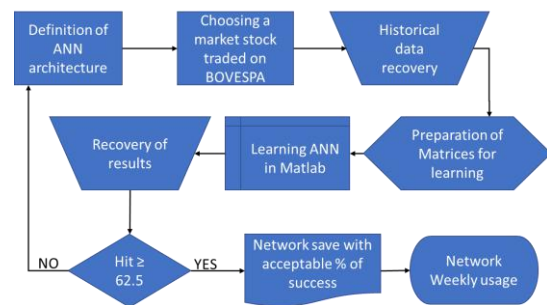 Definition of
ANN
architecture
Choosing a
market stock
traded on
BOVESPA
Historical
data
recovery
Recovery of
results
Learning ANN
in Matlab
Preparation of
Matrices for
learning
NO
Hit ≥
62.5
YES
Network save with
acceptable % of
success
Network
Weekly usage